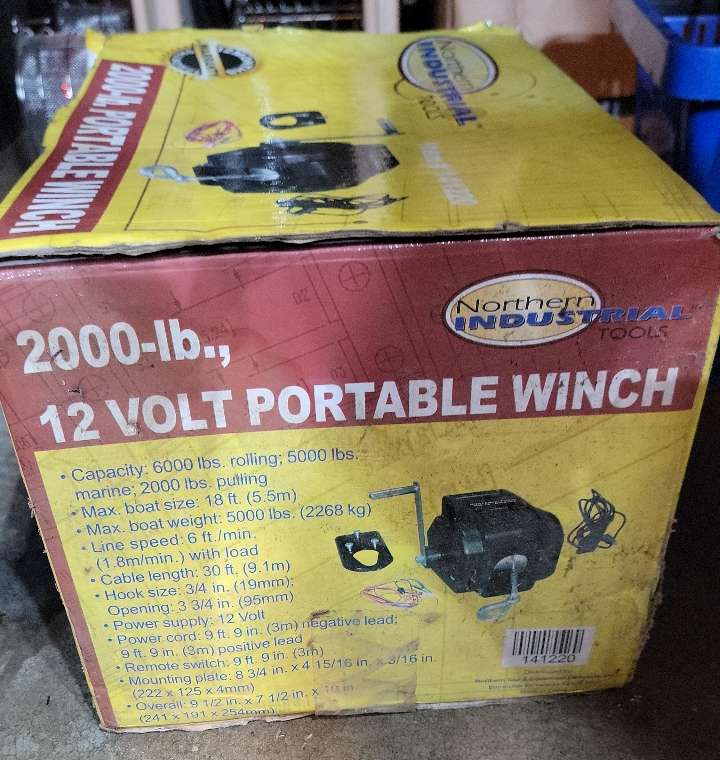 2000-lb. PORTABLE WINCH
Northern
INDUSTRIAL
TOOLS
Northern
INDUSTRIAL
TOOLS
2000-lb.,
12 VOLT PORTABLE WINCH
• Capacity: 6000 lbs. rolling; 5000 lbs.
marine; 2000 lbs. pulling
• Max. boat size: 18 ft. (5.5m)
• Max. boat weight: 5000 lbs. (2268 kg)
• Line speed: 6 ft./min.
(1.8m/min.) with load
• Cable length: 30 ft. (9.1m)
• Hook size: 3/4 in. (19mm);
Opening: 3 3/4 in. (95mm)
• Power supply: 12 Volt
• Power cord: 9 ft. 9 in. (3m) negative lead;
9 ft. 9 in. (3m) positive lead
• Remote switch: 9 ft. 9 in. (3m)
• Mounting plate: 8 3/4 in. x 4 15/16 in. x 3/16 in.
(222 x 125 x 4mm)
• Overall: 9 1/2 in. x 7 1/2 in. x 10 in.
(241 x 191 x 254mm)
141220